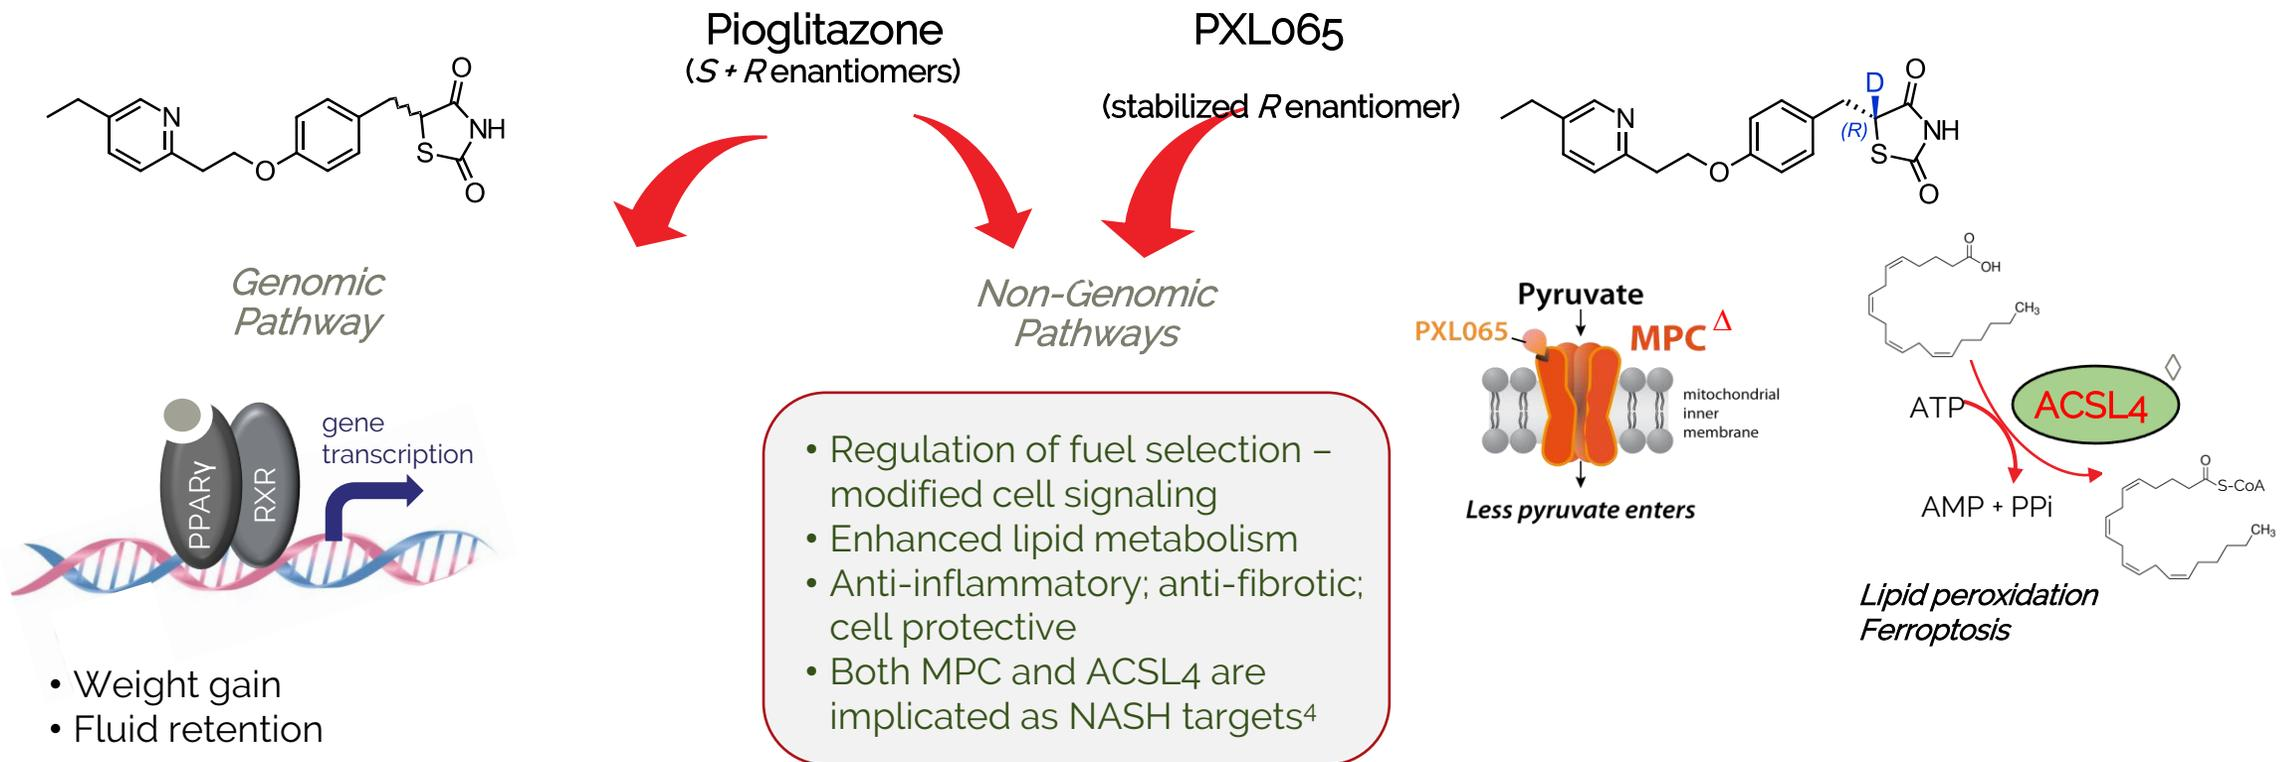 Pioglitazone
(S + R enantiomers)
PXL065
(stabilized R enantiomer)
N
O
O
NH
S
O
N
O
D
(R)
O
NH
S
O
Genomic
Pathway
Non-Genomic
Pathways
PPARγ
RXR
gene
transcription
• Weight gain
• Fluid retention
• Regulation of fuel selection –
modified cell signaling
• Enhanced lipid metabolism
• Anti-inflammatory; anti-fibrotic;
cell protective
• Both MPC and ACSL4 are
implicated as NASH targets⁴
Pyruvate
PXL065
MPC Δ
mitochondrial
inner
membrane
Less pyruvate enters
O
OH
CH₃
ATP
ACSL4 ◊
AMP + PPi
O
S-CoA
CH₃
Lipid peroxidation
Ferroptosis